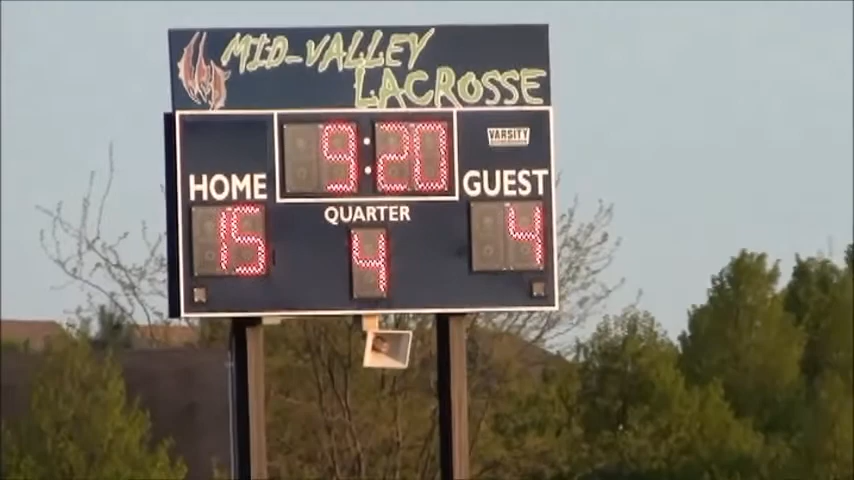 MID-VALLEY
LACROSSE
9:20
VARSITY
HOME
GUEST
QUARTER
15
4
4